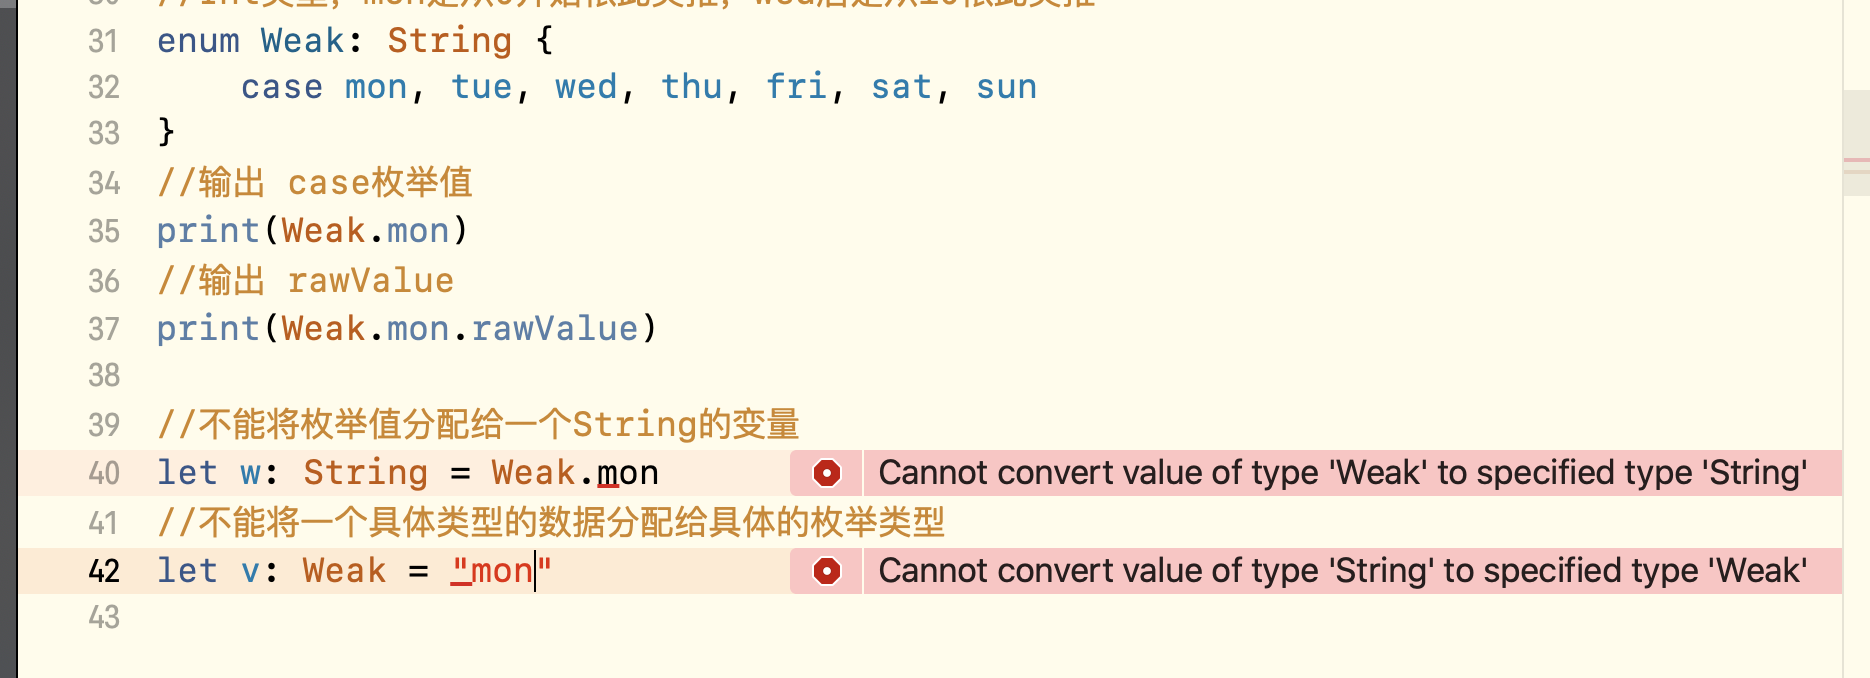 31 enum Weak: String {
32 case mon, tue, wed, thu, fri, sat, sun
33 }
34 //输出 case枚举值
35 print(Weak.mon)
36 //输出 rawValue
37 print(Weak.mon.rawValue)
38
39 //不能将枚举值分配给一个String的变量
40 let w: String = Weak.mon Cannot convert value of type 'Weak' to specified type 'String'
41 //不能将一个具体类型的数据分配给具体的枚举类型
42 let v: Weak = "mon" Cannot convert value of type 'String' to specified type 'Weak'
43